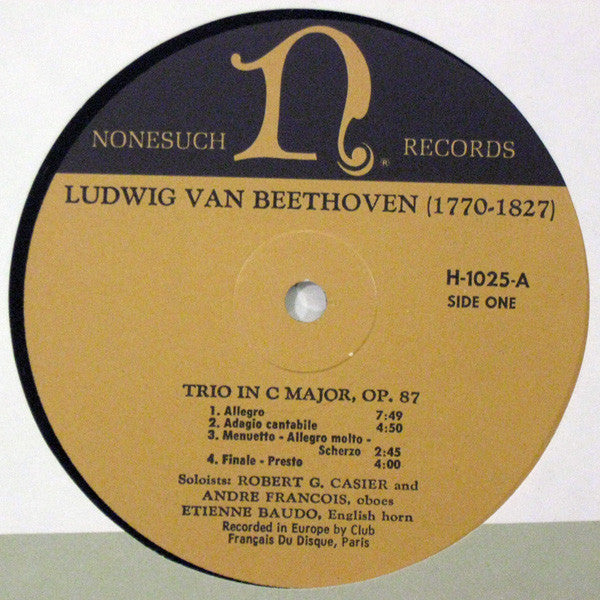 n
NONESUCH RECORDS
®
LUDWIG VAN BEETHOVEN (1770-1827)
H-1025-A
SIDE ONE
TRIO IN C MAJOR, OP. 87
1. Allegro 7:49
2. Adagio cantabile 4:50
3. Menuetto - Allegro molto -
Scherzo 2:45
4. Finale - Presto 4:00
Soloists: ROBERT G. CASIER and
ANDRE FRANCOIS, oboes
ETIENNE BAUDO, English horn
Recorded in Europe by Club
Français Du Disque, Paris